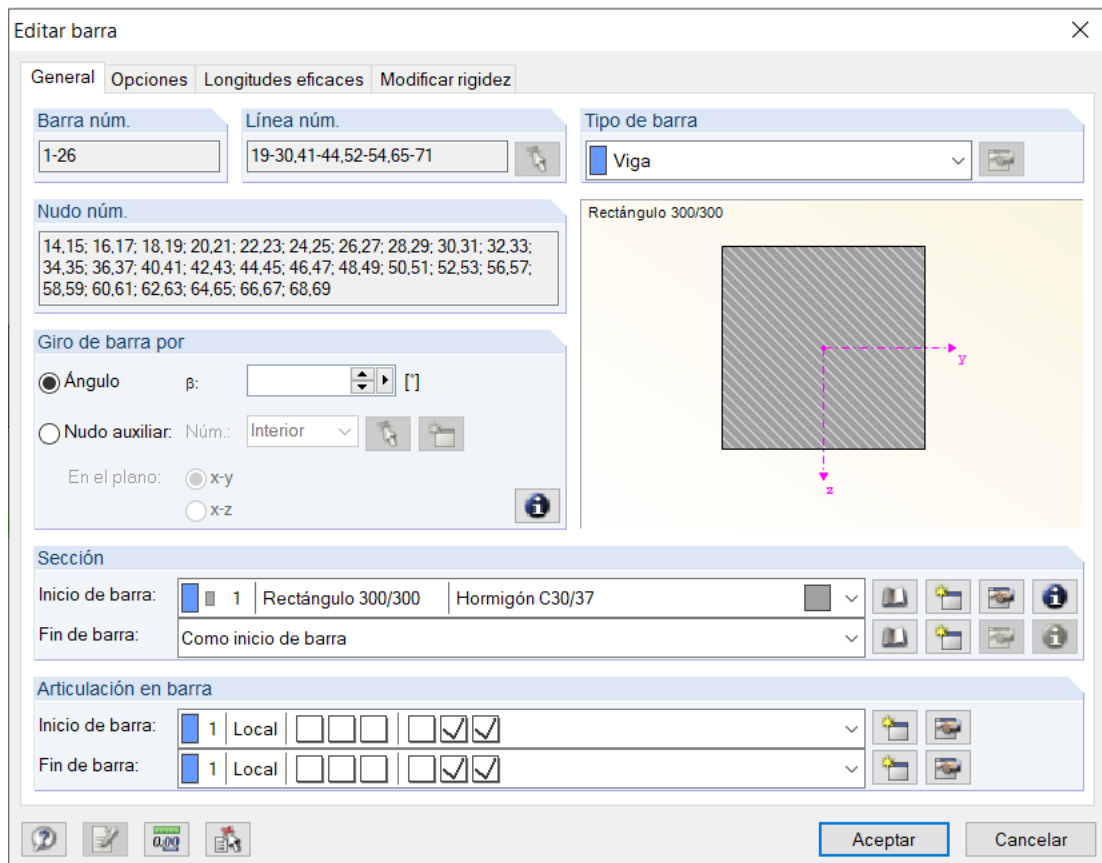 Editar barra
General Opciones Longitudes eficaces Modificar rigidez
Barra núm.
1-26
Línea núm.
19-30,41-44,52-54,65-71
Tipo de barra
Viga
Nudo núm.
14,15; 16,17; 18,19; 20,21; 22,23; 24,25; 26,27; 28,29; 30,31; 32,33;
34,35; 36,37; 40,41; 42,43; 44,45; 46,47; 48,49; 50,51; 52,53; 56,57;
58,59; 60,61; 62,63; 64,65; 66,67; 68,69
Rectángulo 300/300
y
z
Giro de barra por
Ángulo β: [°]
Nudo auxiliar: Núm.: Interior
En el plano: x-y
x-z
Sección
Inicio de barra: 1 Rectángulo 300/300 Hormigón C30/37
Fin de barra: Como inicio de barra
Articulación en barra
Inicio de barra: 1 Local
Fin de barra: 1 Local
0,00
Aceptar Cancelar